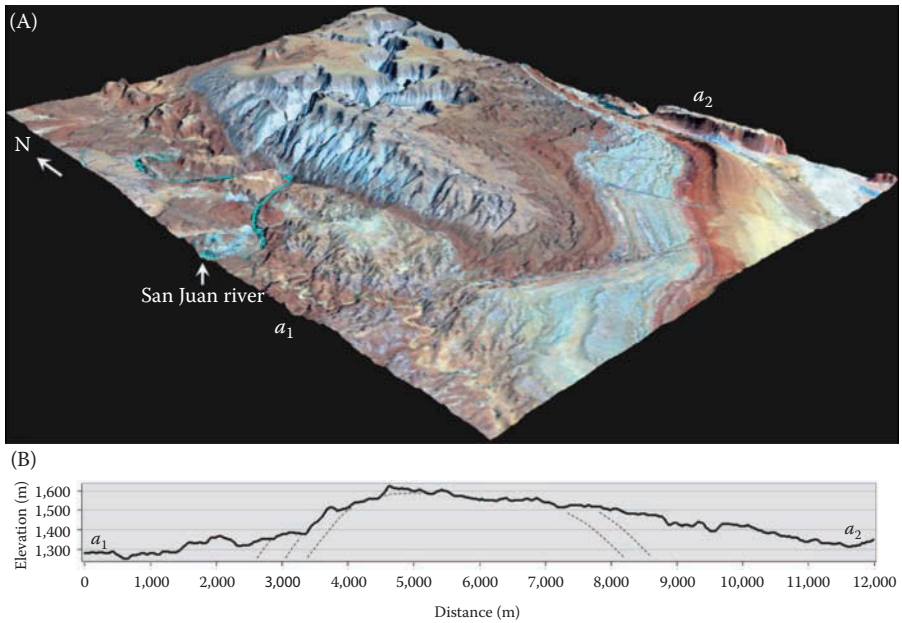 (A)
a2
N
San Juan river
a1
(B)
Elevation (m)
1,600
1,500
1,400
1,300
a1
a2
0 1,000 2,000 3,000 4,000 5,000 6,000 7,000 8,000 9,000 10,000 11,000 12,000
Distance (m)